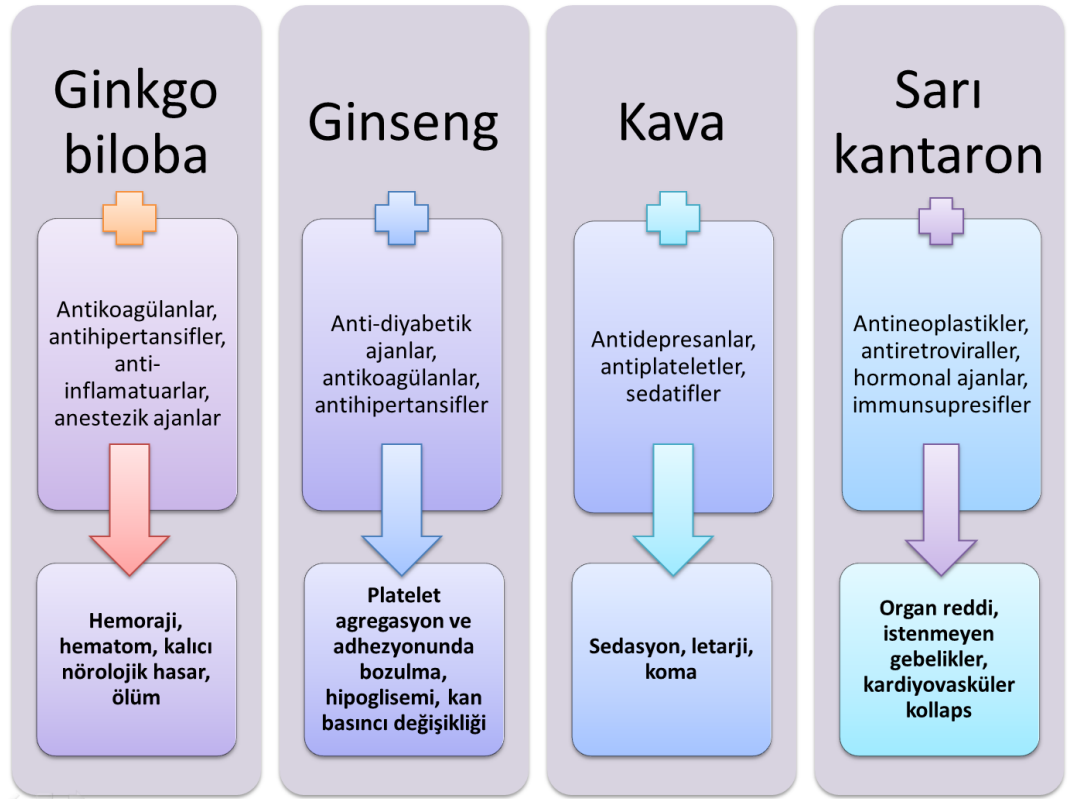 Ginkgo
biloba
Antikoagülanlar,
antihipertansifler,
anti-
inflamatuarlar,
anestezik ajanlar
Hemoraji,
hematom, kalıcı
nörolojik hasar,
ölüm
Ginseng
Anti-diyabetik
ajanlar,
antikoagülanlar,
antihipertansifler
Platelet
agregasyon ve
adhezyonunda
bozulma,
hipoglisemi, kan
basıncı değişikliği
Kava
Antidepresanlar,
antiplateletler,
sedatifler
Sedasyon, letarji,
koma
Sarı
kantaron
Antineoplastikler,
antiretroviraller,
hormonal ajanlar,
immunsupresifler
Organ reddi,
istenmeyen
gebelikler,
kardiyovasküler
kollaps